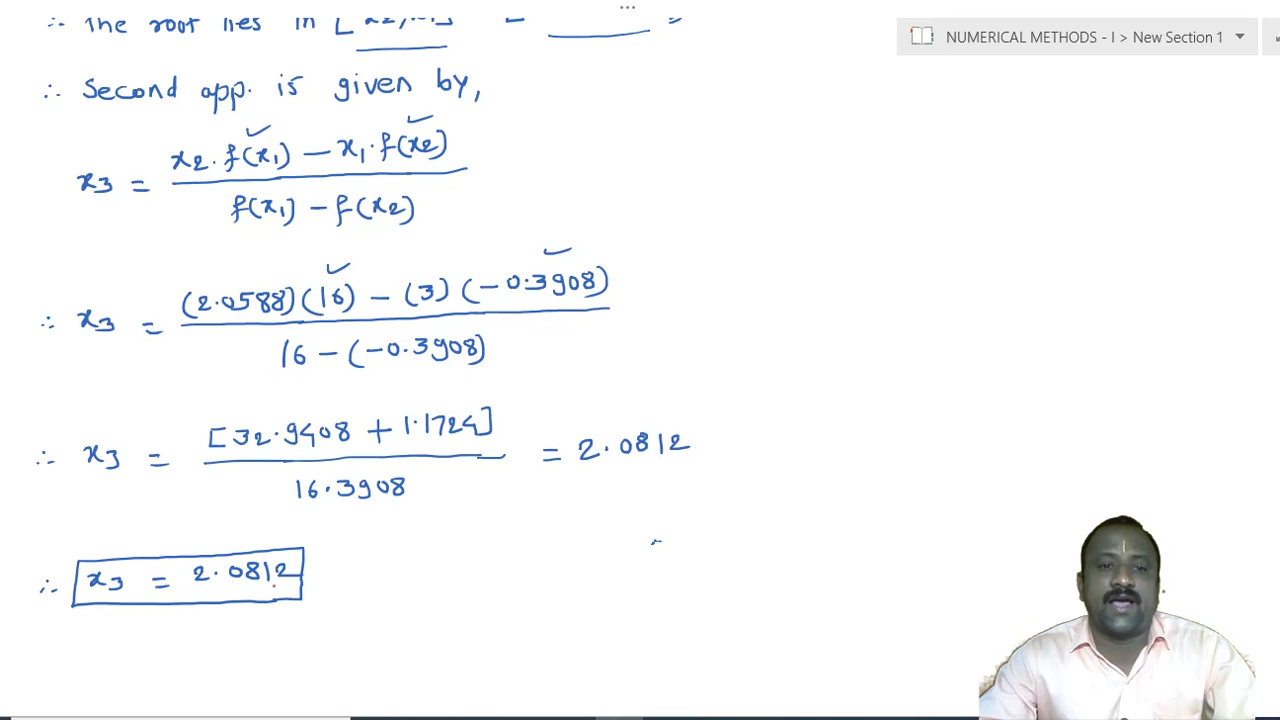 ∴ The root lies in [x2,
NUMERICAL METHODS - I > New Section 1
∴ Second app. is given by,
x3 = x2. f(x1) - x1. f(x2) / f(x1) - f(x2)
∴ x3 = (2.0588)(16) - (3)(-0.3908) / 16 - (-0.3908)
∴ x3 = [32.9408 + 1.1724] / 16.3908 = 2.0812
∴ x3 = 2.0812